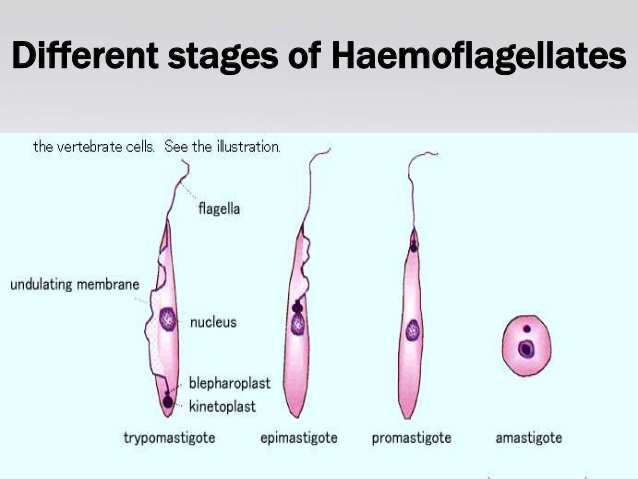 Different stages of Haemoflagellates
the vertebrate cells. See the illustration.
flagella
undulating membrane
nucleus
blepharoplast
kinetoplast
trypomastigote epimastigote promastigote amastigote